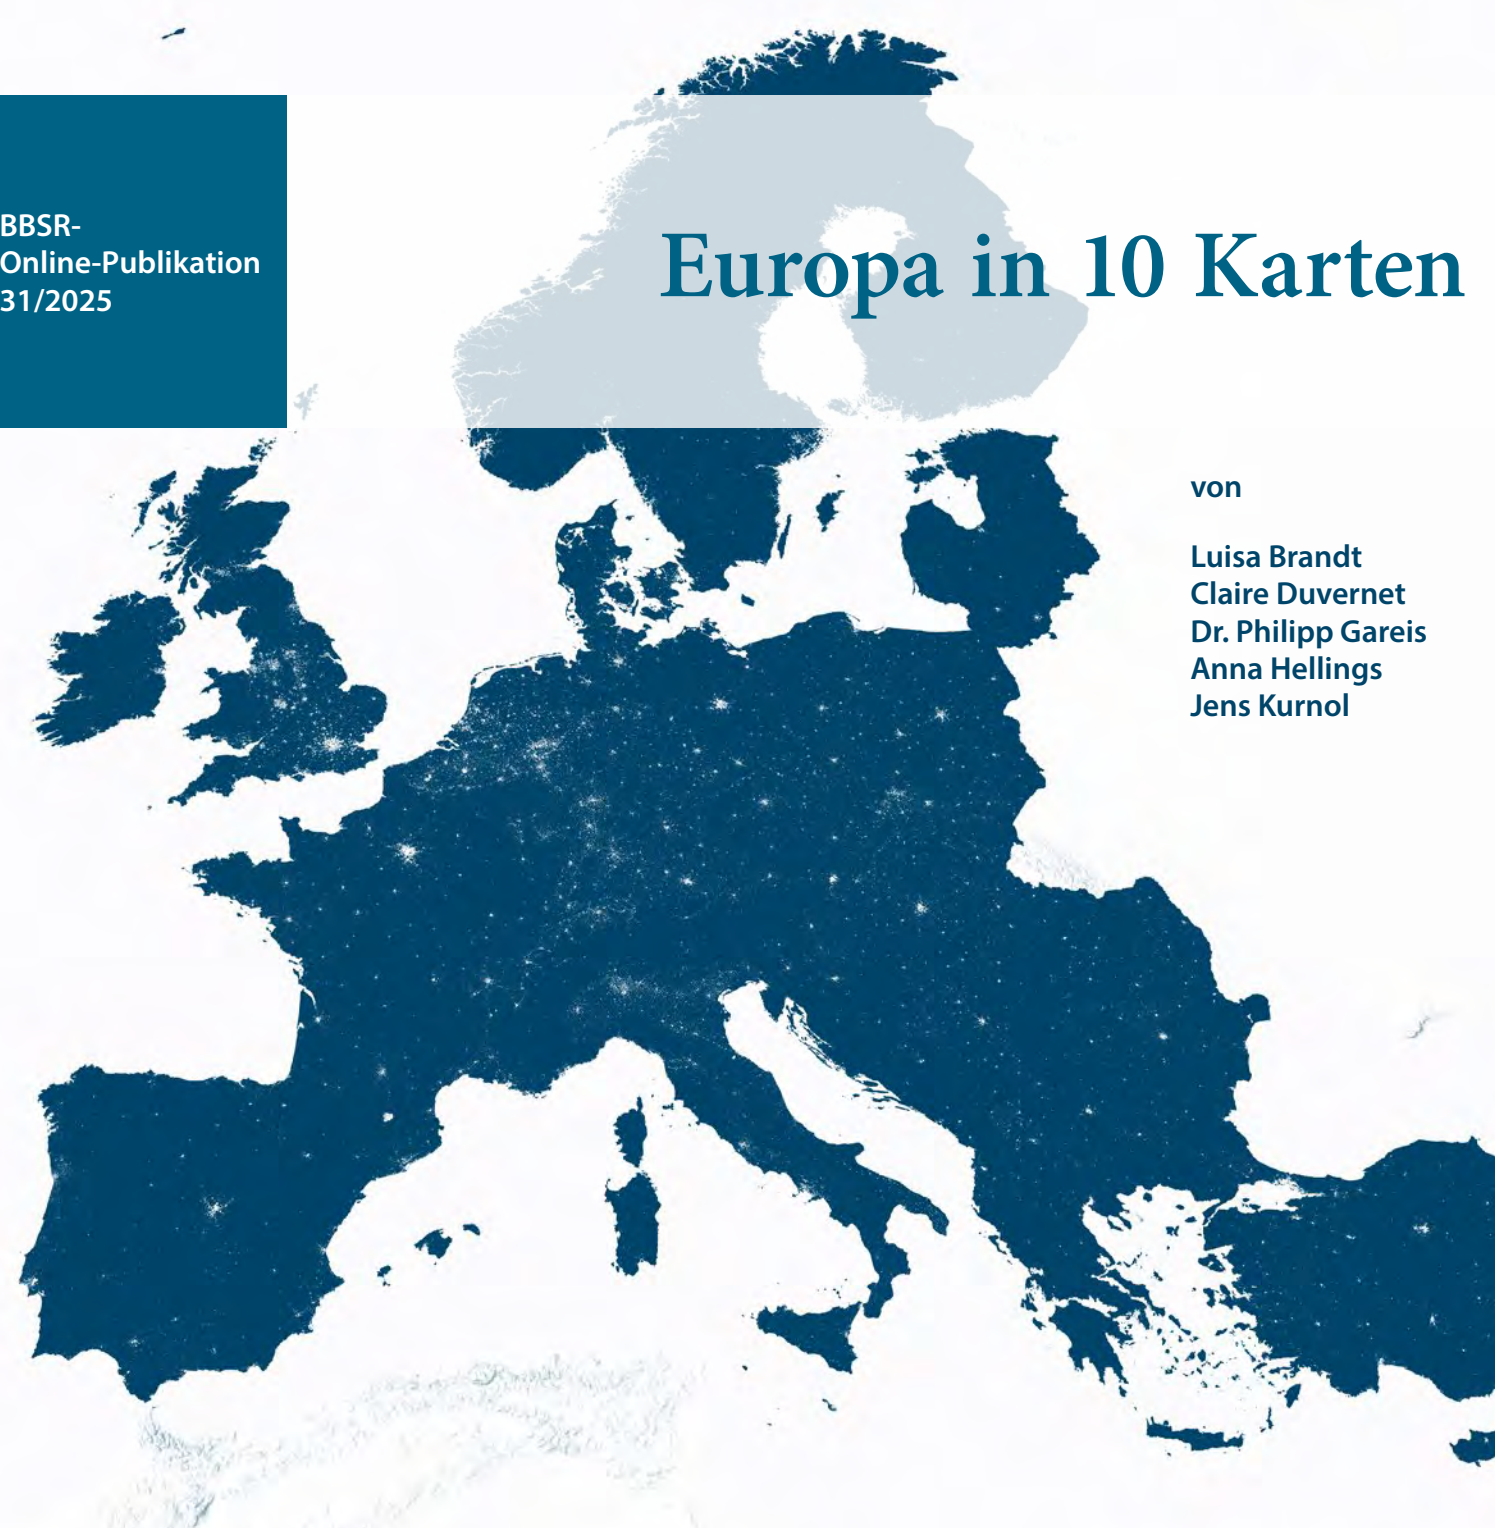 BBSR-
Online-Publikation
31/2025
Europa in 10 Karten
von
Luisa Brandt
Claire Duvernet
Dr. Philipp Gareis
Anna Hellings
Jens Kurnol